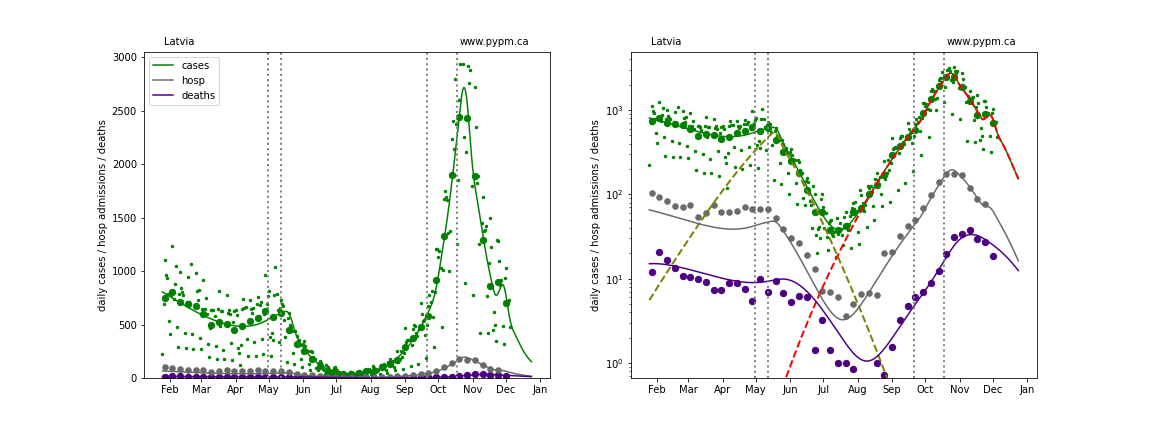 Latvia
www.pypm.ca
3000
2500
2000
1500
1000
500
0
daily cases / hosp admissions / deaths
cases
hosp
deaths
Feb Mar Apr May Jun Jul Aug Sep Oct Nov Dec Jan
Latvia
www.pypm.ca
10³
10²
10¹
10⁰
daily cases / hosp admissions / deaths
Feb Mar Apr May Jun Jul Aug Sep Oct Nov Dec Jan